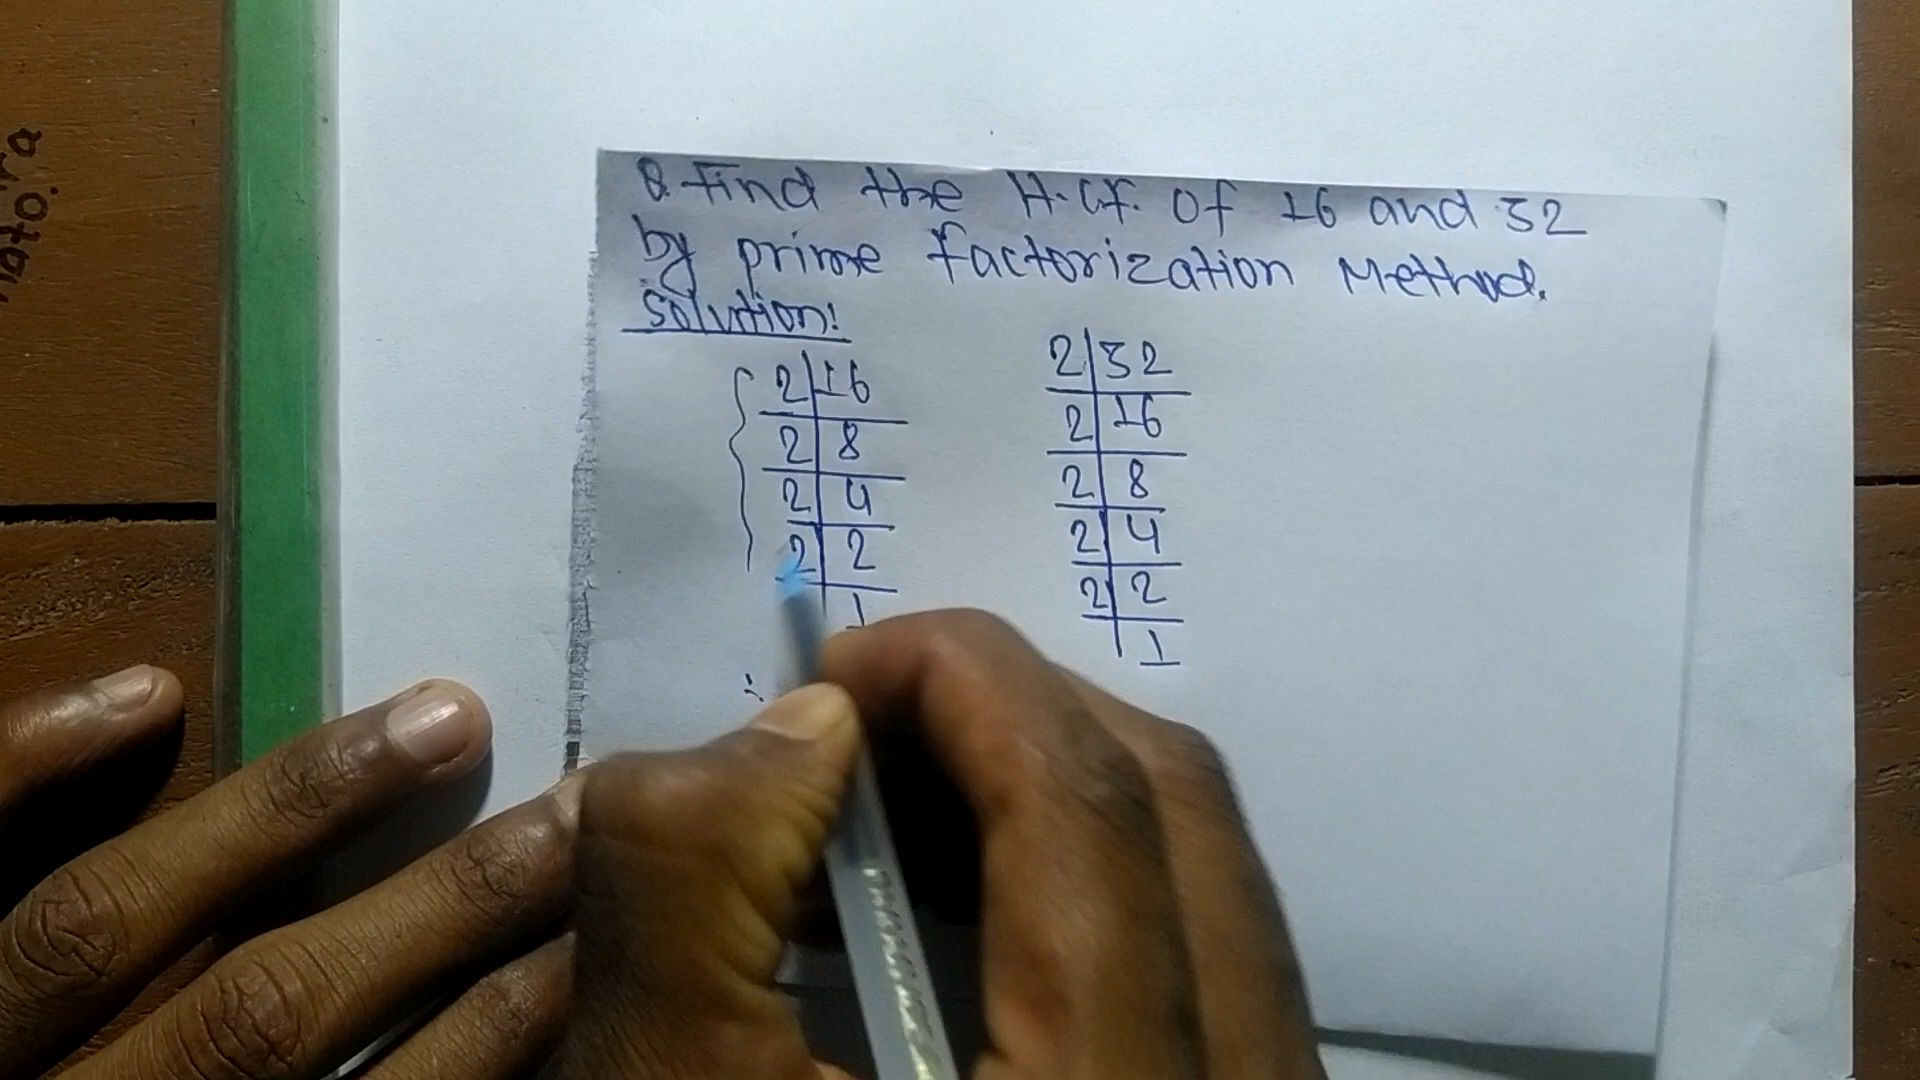 Q. Find the H.C.F. Of 16 and 32
by prime factorization Method.
Solution:
2 | 16
2 | 8
2 | 4
2 | 2
1
2 | 32
2 | 16
2 | 8
2 | 4
2 | 2
1
∴